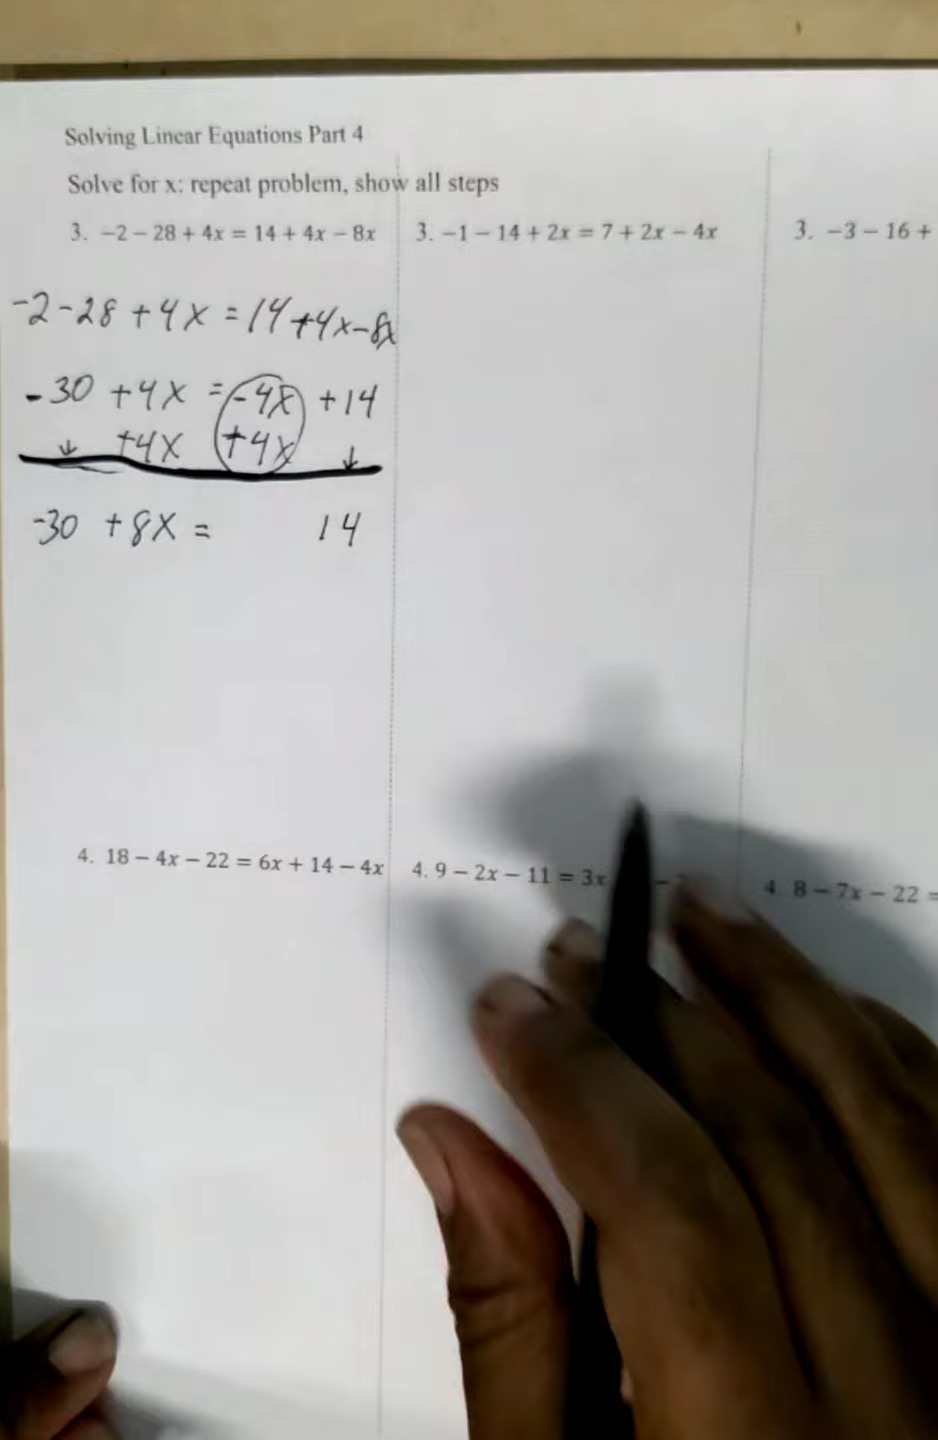 Solving Linear Equations Part 4
Solve for x: repeat problem, show all steps
3. −2 − 28 + 4x = 14 + 4x − 8x
3. −1 − 14 + 2x = 7 + 2x − 4x
3. −3 − 16 +
-2-28 +4x = 14 +4x-8x
-30 +4x = -4x +14
↓ +4x +4x ↓
-30 +8x = 14
4. 18 − 4x − 22 = 6x + 14 − 4x
4. 9 − 2x − 11 = 3x −
4. 8 − 7x − 22 =